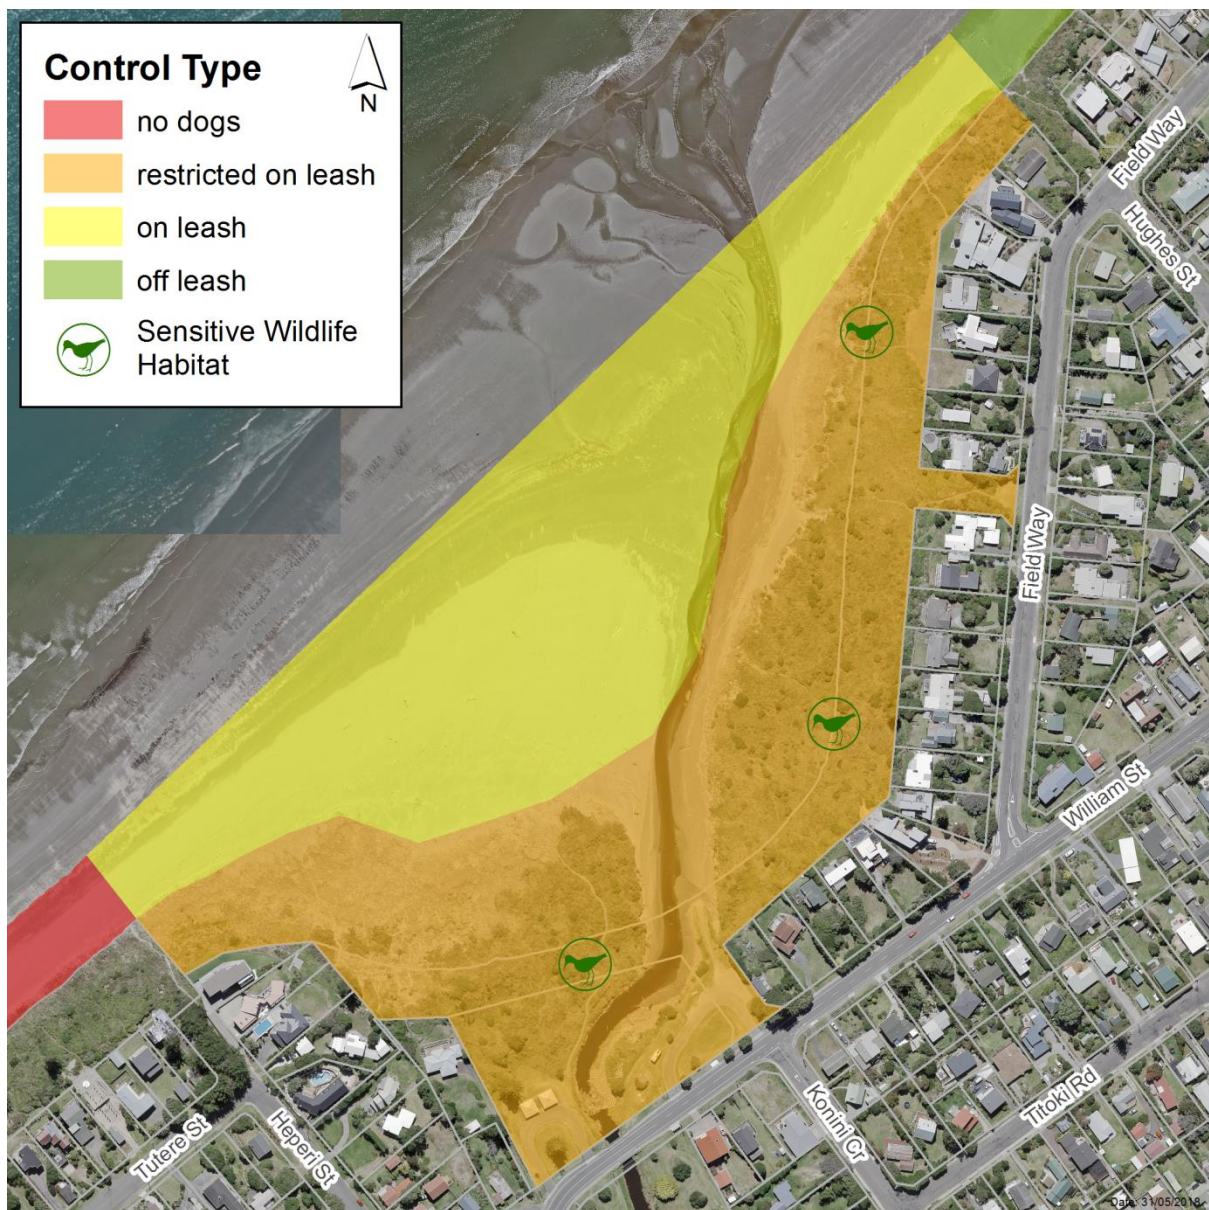 Control Type
N
no dogs
restricted on leash
on leash
off leash
Sensitive Wildlife
Habitat
Field Way
Hughes St
Field Way
William St
Konini Cr
Titoki Rd
Tutere St
Heperi St
Date: 31/05/2018